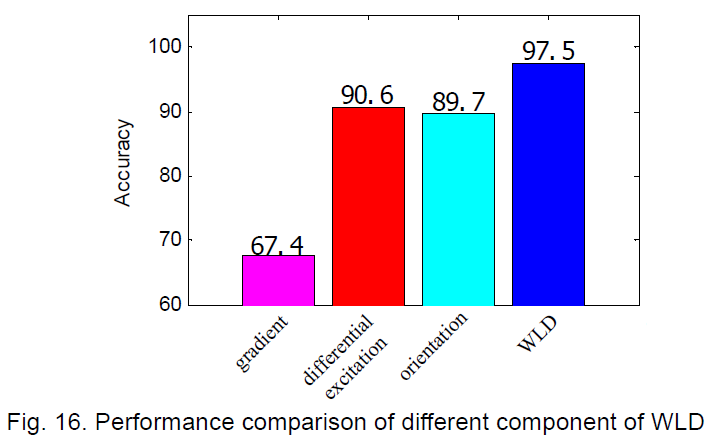 100
90
80
70
60
Accuracy
67.4
90.6
89.7
97.5
gradient
differential
excitation
orientation
WLD
Fig. 16. Performance comparison of different component of WLD